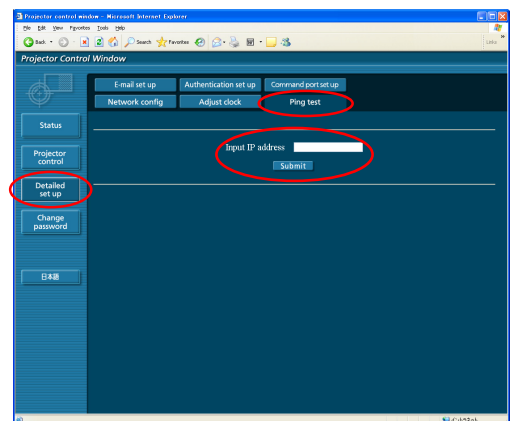 Projector control window - Microsoft Internet Explorer
File Edit View Favorites Tools Help
Back Search Favorites Links »
Projector Control Window
E-mail set up Authentication set up Command port set up
Network config Adjust clock Ping test
Status
Projector
control
Detailed
set up
Change
password
日本語
Input IP address
Submit